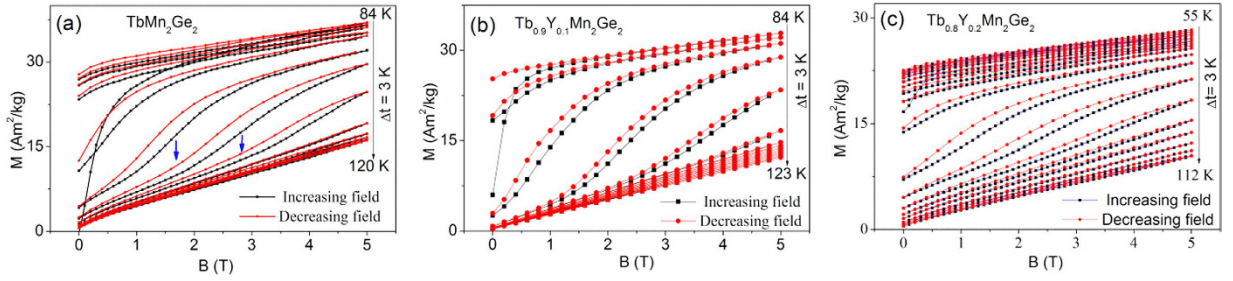 (a)
TbMn2Ge2
84 K
Δt = 3 K
120 K
Increasing field
Decreasing field
M (Am2/kg)
0
15
30
0 1 2 3 4 5
B (T)
(b)
Tb0.9Y0.1Mn2Ge2
84 K
Δt = 3 K
123 K
Increasing field
Decreasing field
M (Am2/kg)
0
15
30
0 1 2 3 4 5
B (T)
(c)
Tb0.8Y0.2Mn2Ge2
55 K
Δt = 3 K
112 K
Increasing field
Decreasing field
M (Am2/kg)
0
15
30
0 1 2 3 4 5
B (T)